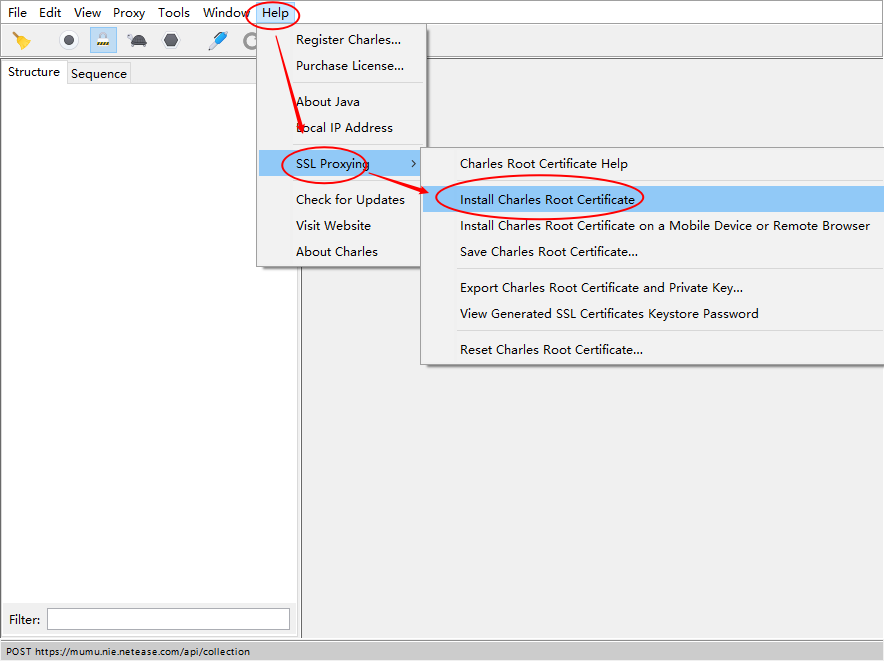 File Edit View Proxy Tools Window Help
Structure Sequence
Register Charles...
Purchase License...
About Java
Local IP Address
SSL Proxying
Check for Updates
Visit Website
About Charles
Charles Root Certificate Help
Install Charles Root Certificate
Install Charles Root Certificate on a Mobile Device or Remote Browser
Save Charles Root Certificate...
Export Charles Root Certificate and Private Key...
View Generated SSL Certificates Keystore Password
Reset Charles Root Certificate...
Filter:
POST https://mumu.nie.netease.com/api/collection